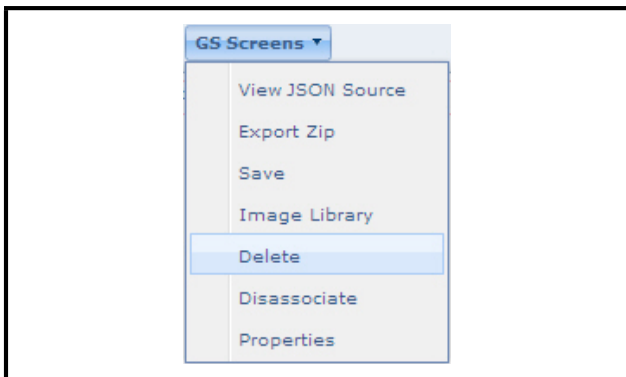 GS Screens
View JSON Source
Export Zip
Save
Image Library
Delete
Disassociate
Properties